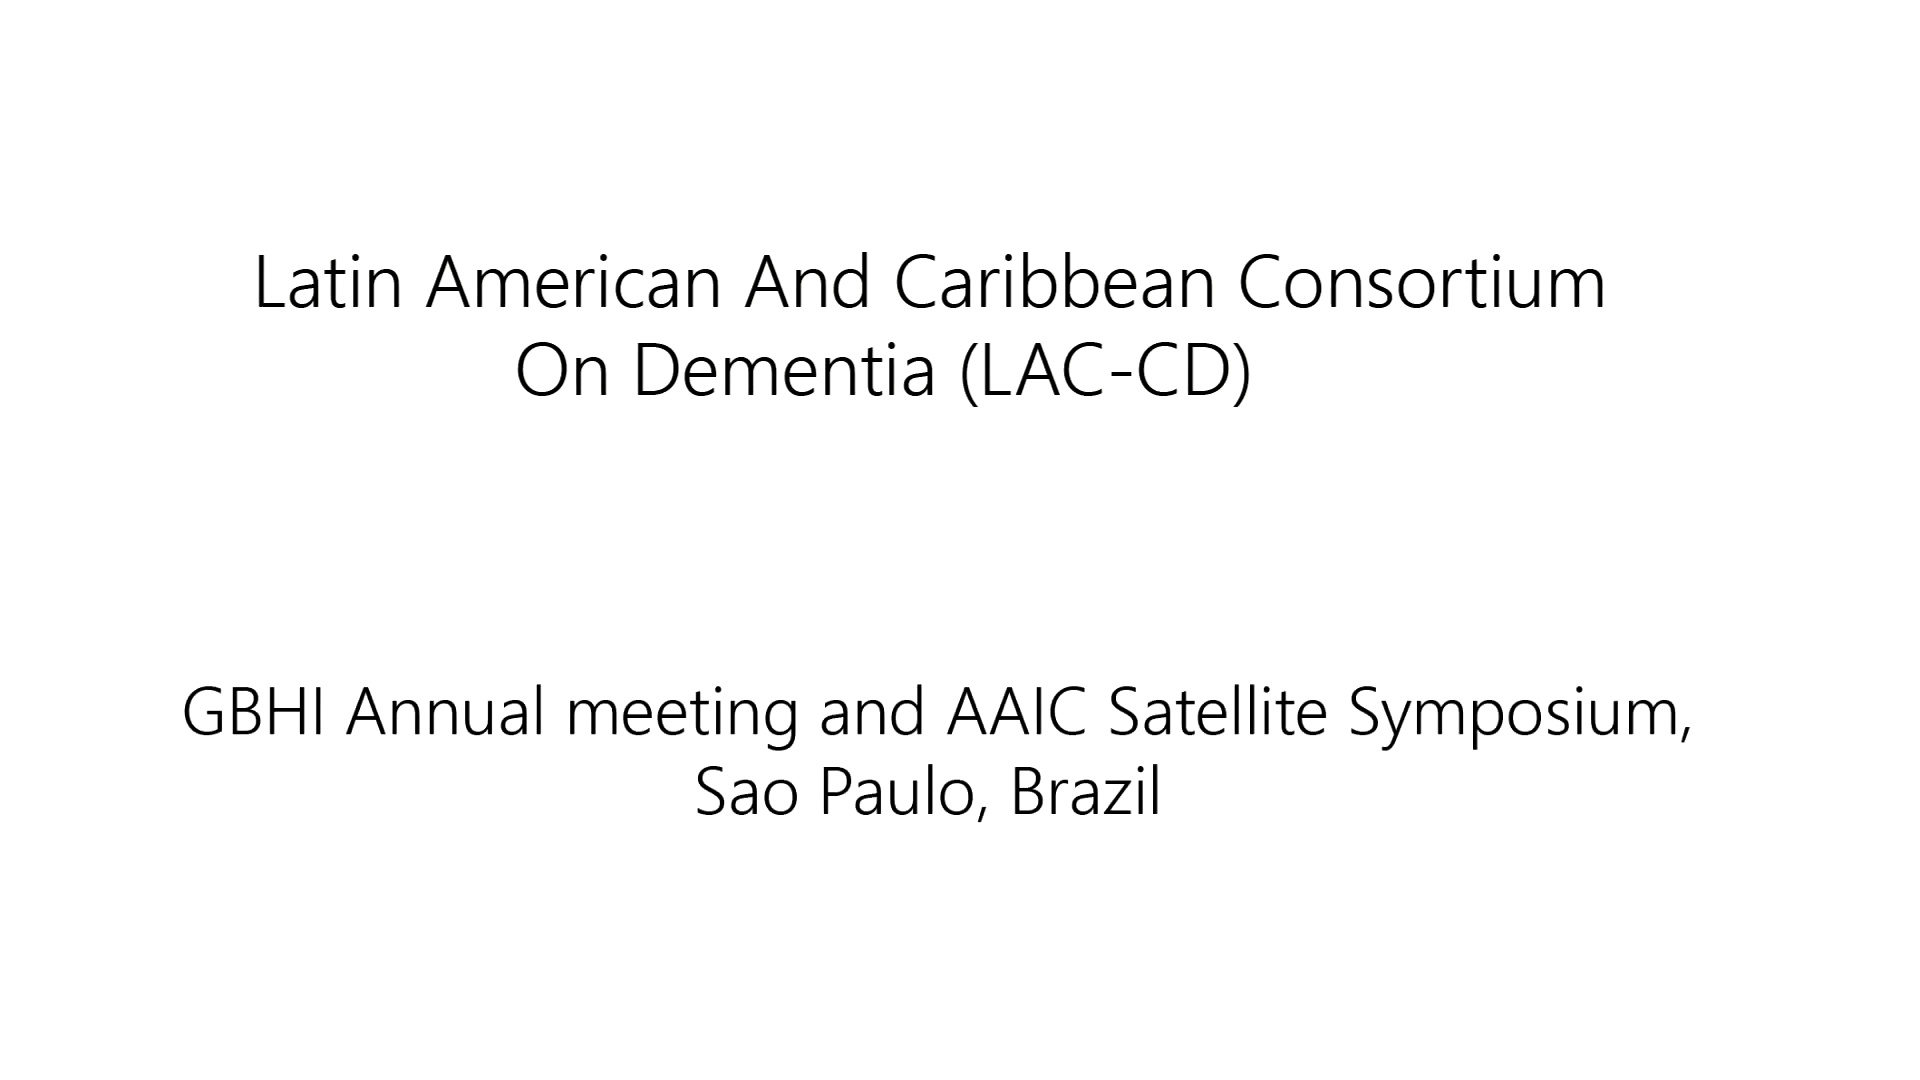 Latin American And Caribbean Consortium
On Dementia (LAC-CD)
GBHI Annual meeting and AAIC Satellite Symposium,
Sao Paulo, Brazil